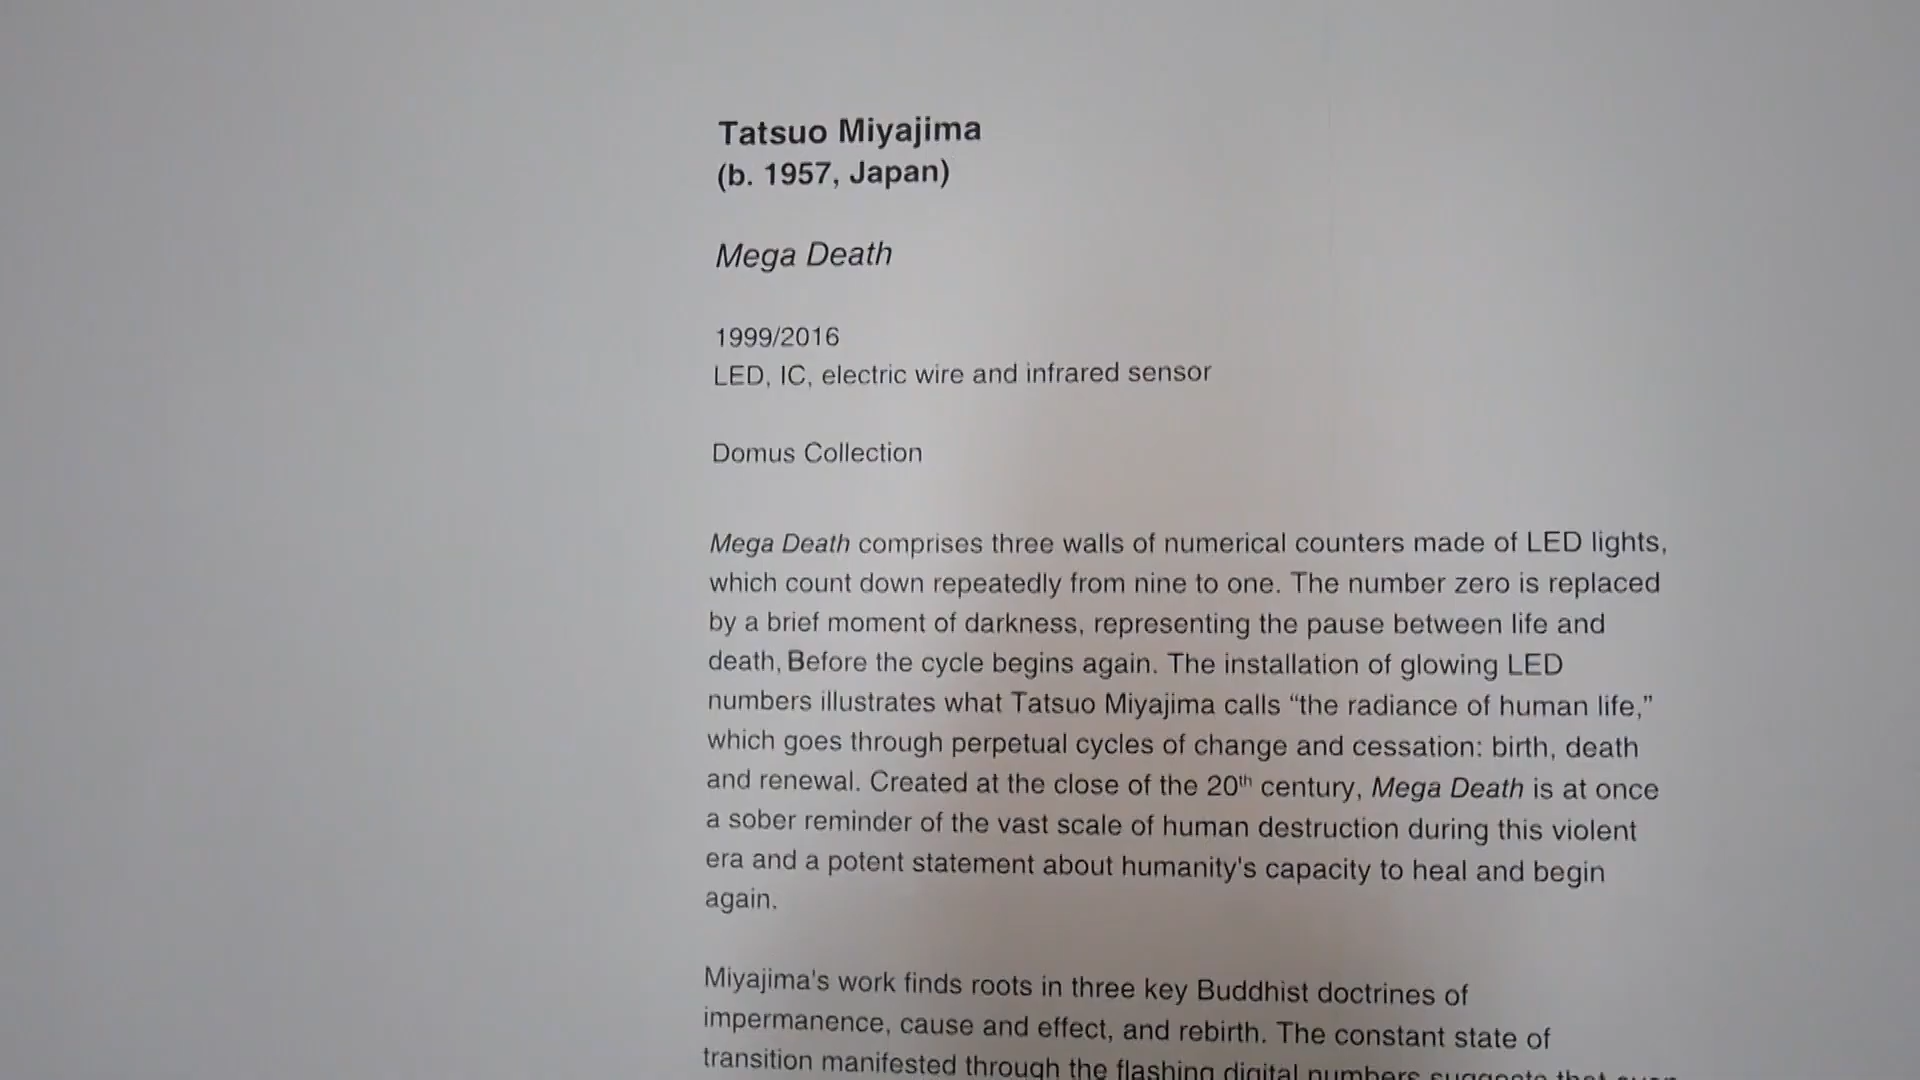 Tatsuo Miyajima
(b. 1957, Japan)
Mega Death
1999/2016
LED, IC, electric wire and infrared sensor
Domus Collection
Mega Death comprises three walls of numerical counters made of LED lights,
which count down repeatedly from nine to one. The number zero is replaced
by a brief moment of darkness, representing the pause between life and
death, Before the cycle begins again. The installation of glowing LED
numbers illustrates what Tatsuo Miyajima calls “the radiance of human life,”
which goes through perpetual cycles of change and cessation: birth, death
and renewal. Created at the close of the 20th century, Mega Death is at once
a sober reminder of the vast scale of human destruction during this violent
era and a potent statement about humanity's capacity to heal and begin
again.
Miyajima's work finds roots in three key Buddhist doctrines of
impermanence, cause and effect, and rebirth. The constant state of
transition manifested through the flashing digital numbers suggests that